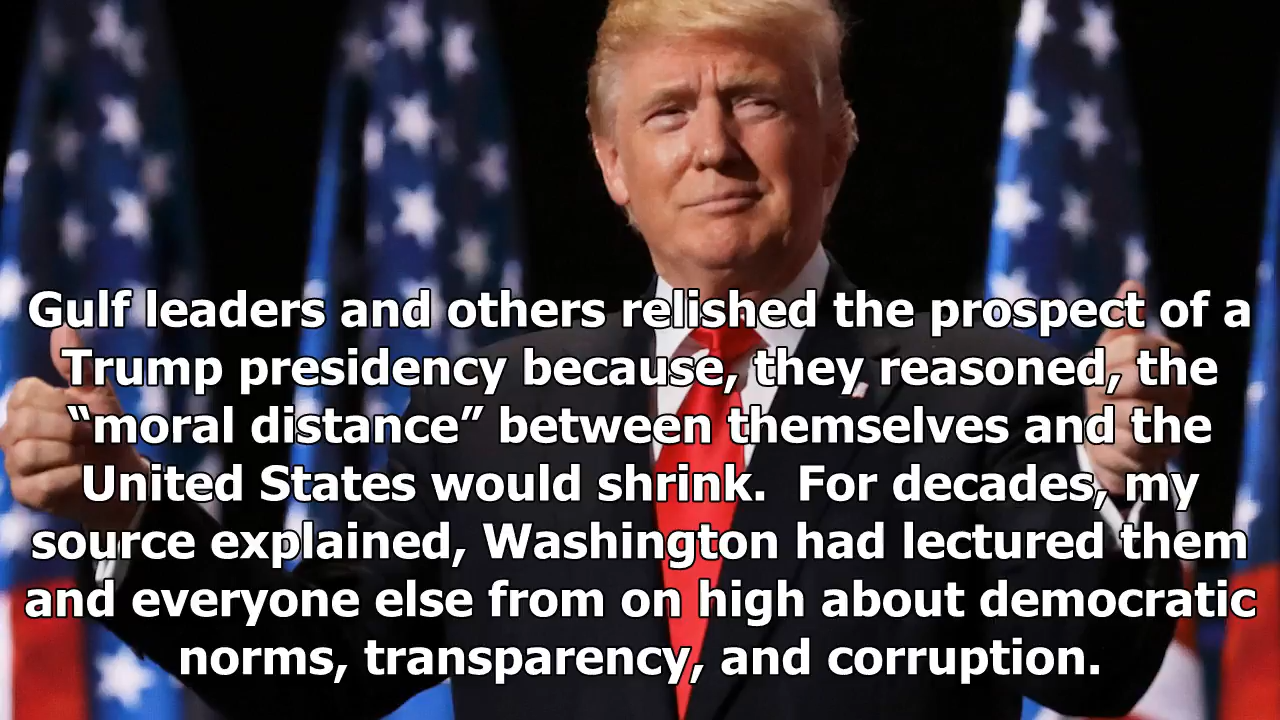 Gulf leaders and others relished the prospect of a
Trump presidency because, they reasoned, the
“moral distance” between themselves and the
United States would shrink.  For decades, my
source explained, Washington had lectured them
and everyone else from on high about democratic
norms, transparency, and corruption.